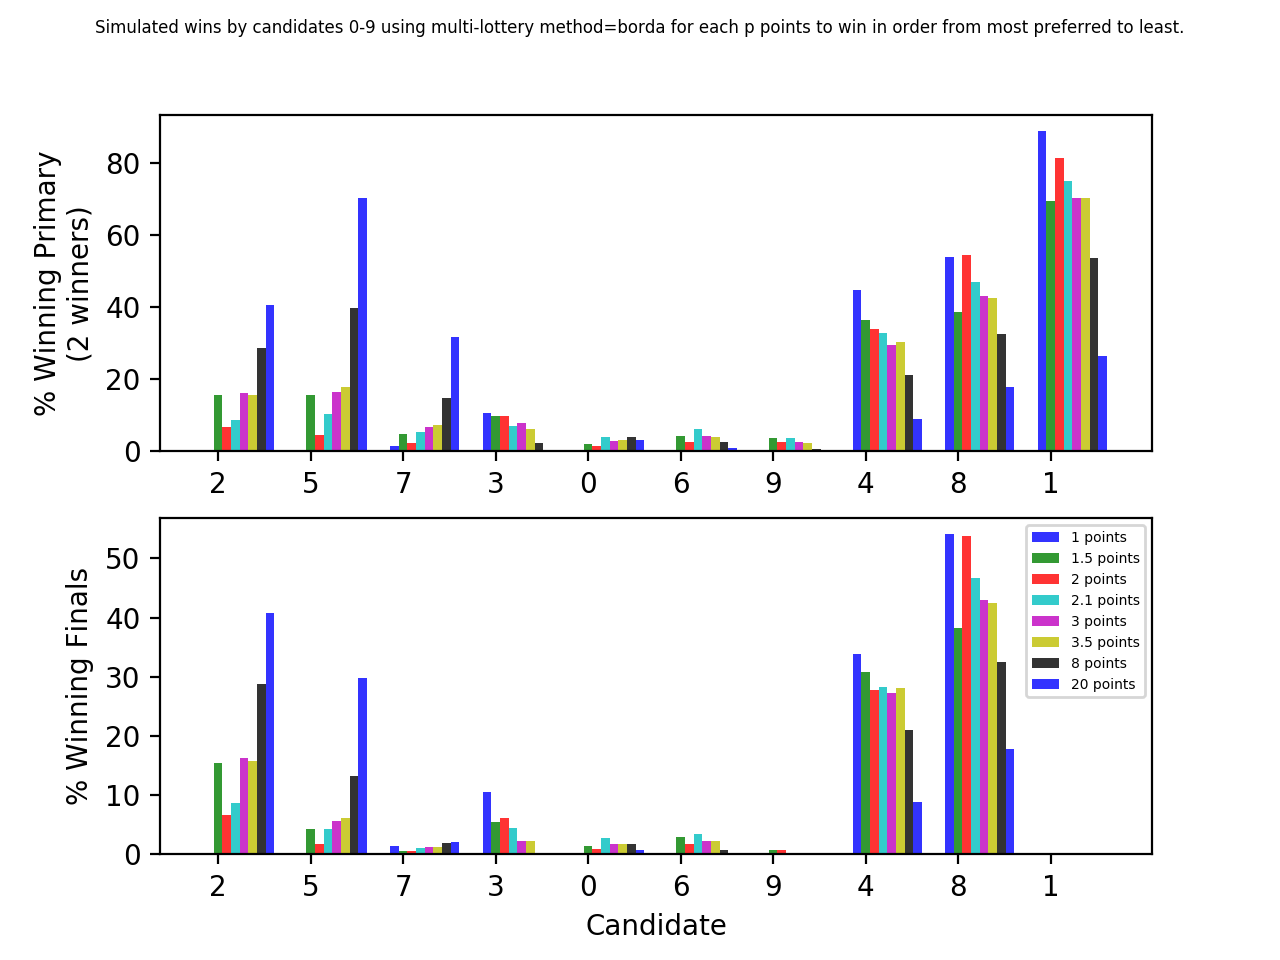 Simulated wins by candidates 0-9 using multi-lottery method=borda for each p points to win in order from most preferred to least.
% Winning Primary
(2 winners)
80
60
40
20
0
2 5 7 3 0 6 9 4 8 1
% Winning Finals
50
40
30
20
10
0
1 points
1.5 points
2 points
2.1 points
3 points
3.5 points
8 points
20 points
2 5 7 3 0 6 9 4 8 1
Candidate